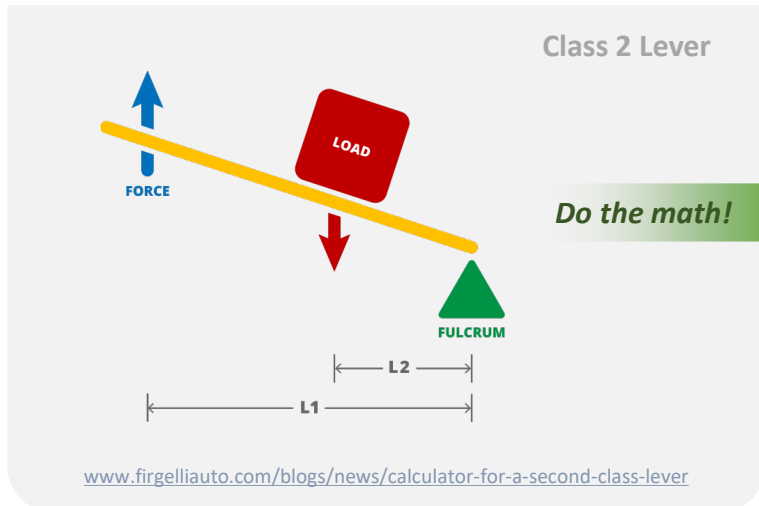 Class 2 Lever
LOAD
FORCE
Do the math!
FULCRUM
L2
L1
www.firgelliauto.com/blogs/news/calculator-for-a-second-class-lever